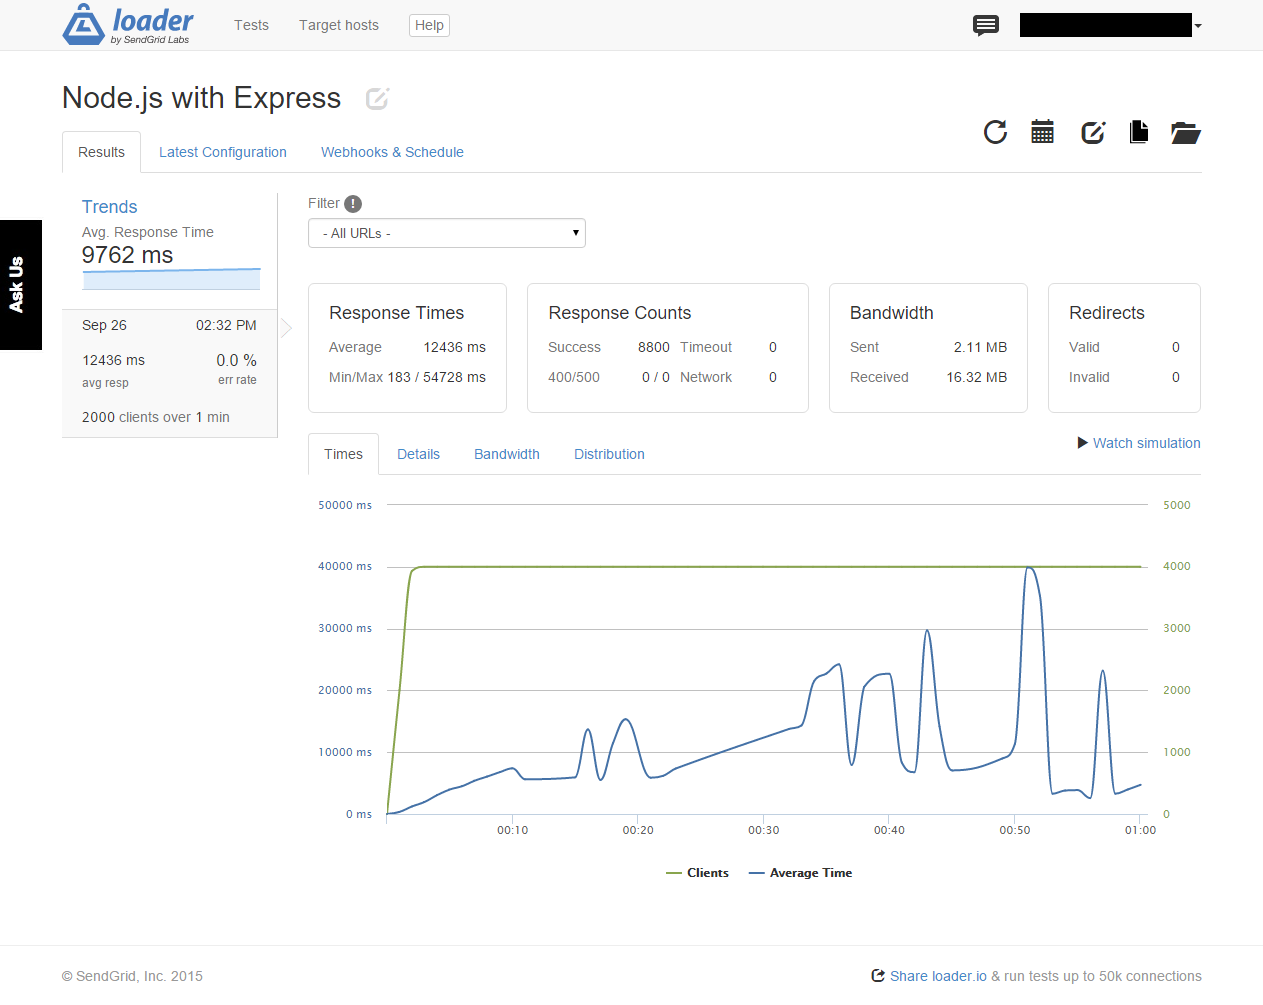 loader
by SendGrid Labs
Tests Target hosts Help
Node.js with Express
Results Latest Configuration Webhooks & Schedule
Ask Us
Trends
Avg. Response Time
9762 ms
Sep 26 02:32 PM
12436 ms 0.0 %
avg resp err rate
2000 clients over 1 min
Filter !
- All URLs -
Response Times
Average 12436 ms
Min/Max 183 / 54728 ms
Response Counts
Success 8800 Timeout 0
400/500 0 / 0 Network 0
Bandwidth
Sent 2.11 MB
Received 16.32 MB
Redirects
Valid 0
Invalid 0
Times Details Bandwidth Distribution
Watch simulation
50000 ms 5000
40000 ms 4000
30000 ms 3000
20000 ms 2000
10000 ms 1000
0 ms 0
00:10 00:20 00:30 00:40 00:50 01:00
Clients Average Time
© SendGrid, Inc. 2015
Share loader.io & run tests up to 50k connections